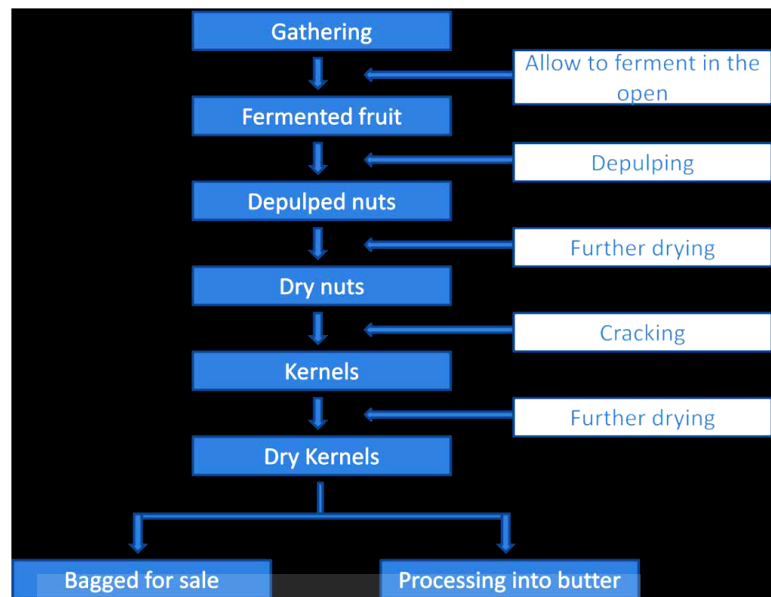 Gathering
Allow to ferment in the
open
Fermented fruit
Depulping
Depulped nuts
Further drying
Dry nuts
Cracking
Kernels
Further drying
Dry Kernels
Bagged for sale
Processing into butter